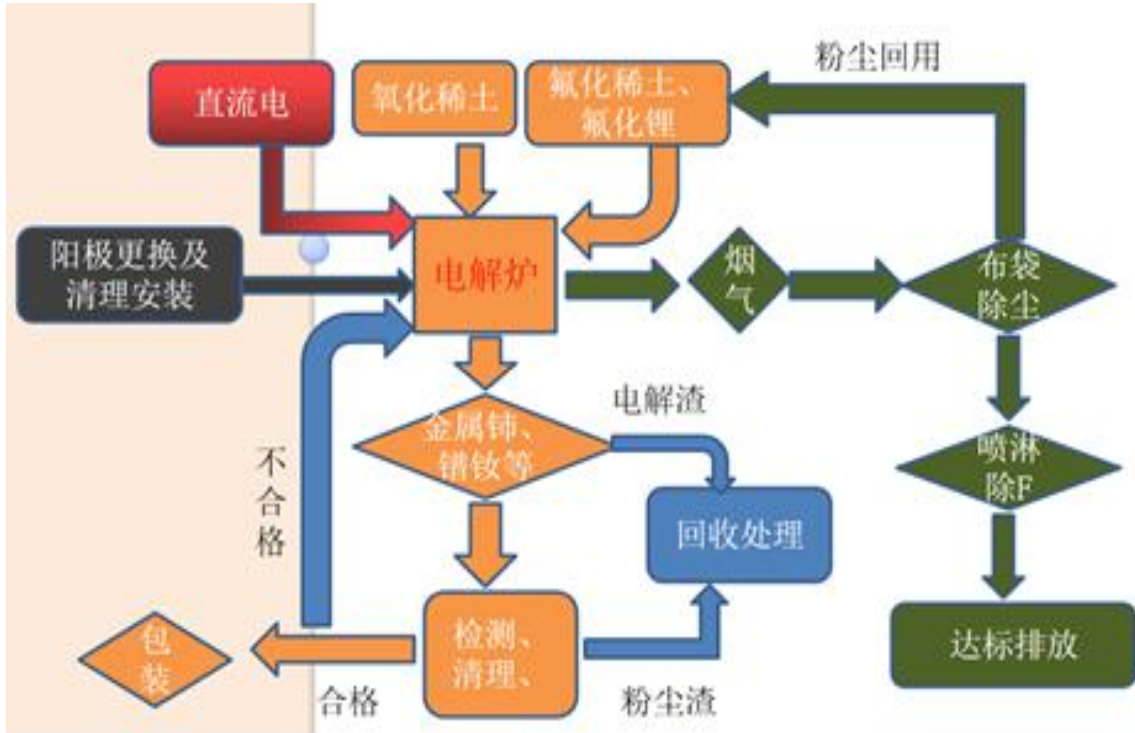 粉尘回用
直流电
氧化稀土
氟化稀土、
氟化锂
阳极更换及
清理安装
电解炉
烟
气
布袋
除尘
金属铈、
镨钕等
电解渣
喷淋
除F
不
合
格
回收处理
包
装
检测、
清理、
达标排放
合格
粉尘渣